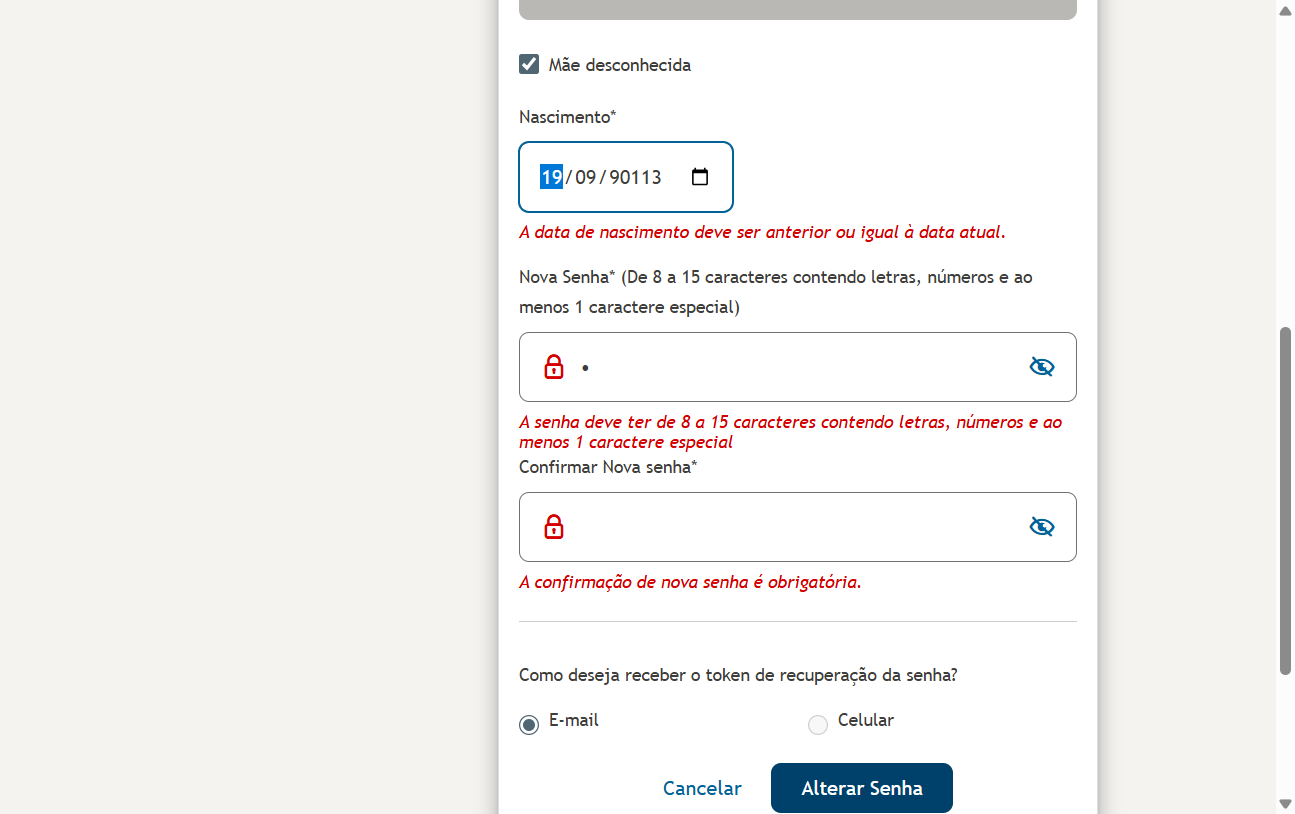 Mãe desconhecida
Nascimento*
19/09/90113
A data de nascimento deve ser anterior ou igual à data atual.
Nova Senha* (De 8 a 15 caracteres contendo letras, números e ao
menos 1 caractere especial)
•
A senha deve ter de 8 a 15 caracteres contendo letras, números e ao
menos 1 caractere especial
Confirmar Nova senha*
A confirmação de nova senha é obrigatória.
Como deseja receber o token de recuperação da senha?
E-mail Celular
Cancelar Alterar Senha